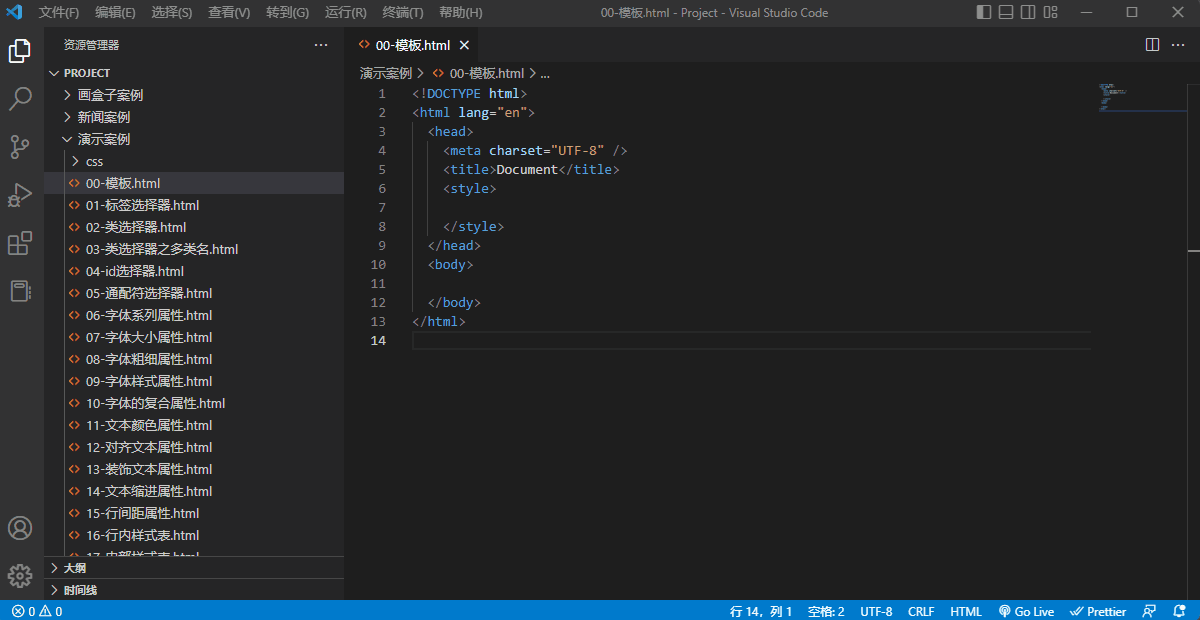 文件(F) 编辑(E) 选择(S) 查看(V) 转到(G) 运行(R) 终端(T) 帮助(H) 00-模板.html - Project - Visual Studio Code
资源管理器
PROJECT
画盒子案例
新闻案例
演示案例
css
00-模板.html
01-标签选择器.html
02-类选择器.html
03-类选择器之多类名.html
04-id选择器.html
05-通配符选择器.html
06-字体系列属性.html
07-字体大小属性.html
08-字体粗细属性.html
09-字体样式属性.html
10-字体的复合属性.html
11-文本颜色属性.html
12-对齐文本属性.html
13-装饰文本属性.html
14-文本缩进属性.html
15-行间距属性.html
16-行内样式表.html
17-内部样式表.html
大纲
时间线
00-模板.html
演示案例 > 00-模板.html > ...
1 <!DOCTYPE html>
2 <html lang="en">
3 <head>
4 <meta charset="UTF-8" />
5 <title>Document</title>
6 <style>
7
8 </style>
9 </head>
10 <body>
11
12 </body>
13 </html>
14
0 0 行 14，列 1 空格: 2 UTF-8 CRLF HTML Go Live Prettier